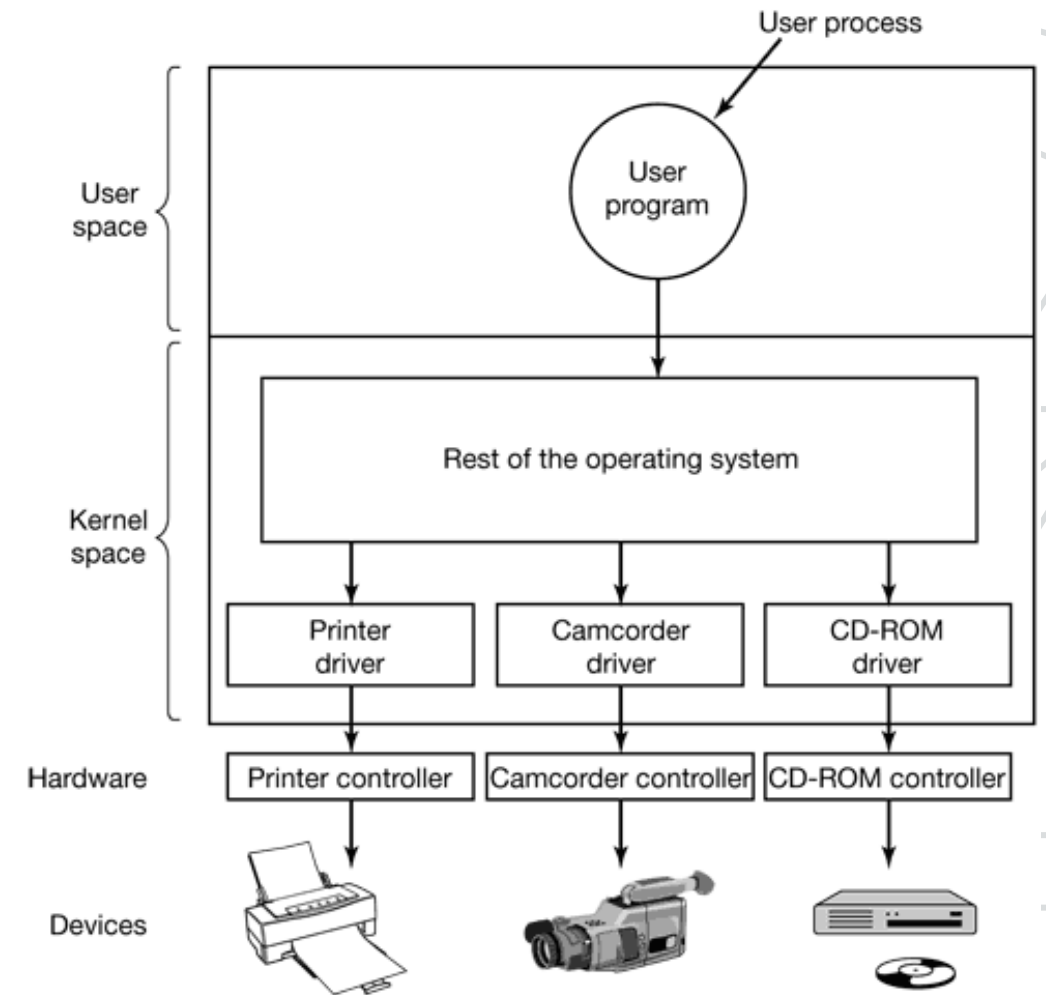 User process
User
program
User
space
Rest of the operating system
Kernel
space
Printer
driver
Camcorder
driver
CD-ROM
driver
Hardware
Printer controller
Camcorder controller
CD-ROM controller
Devices